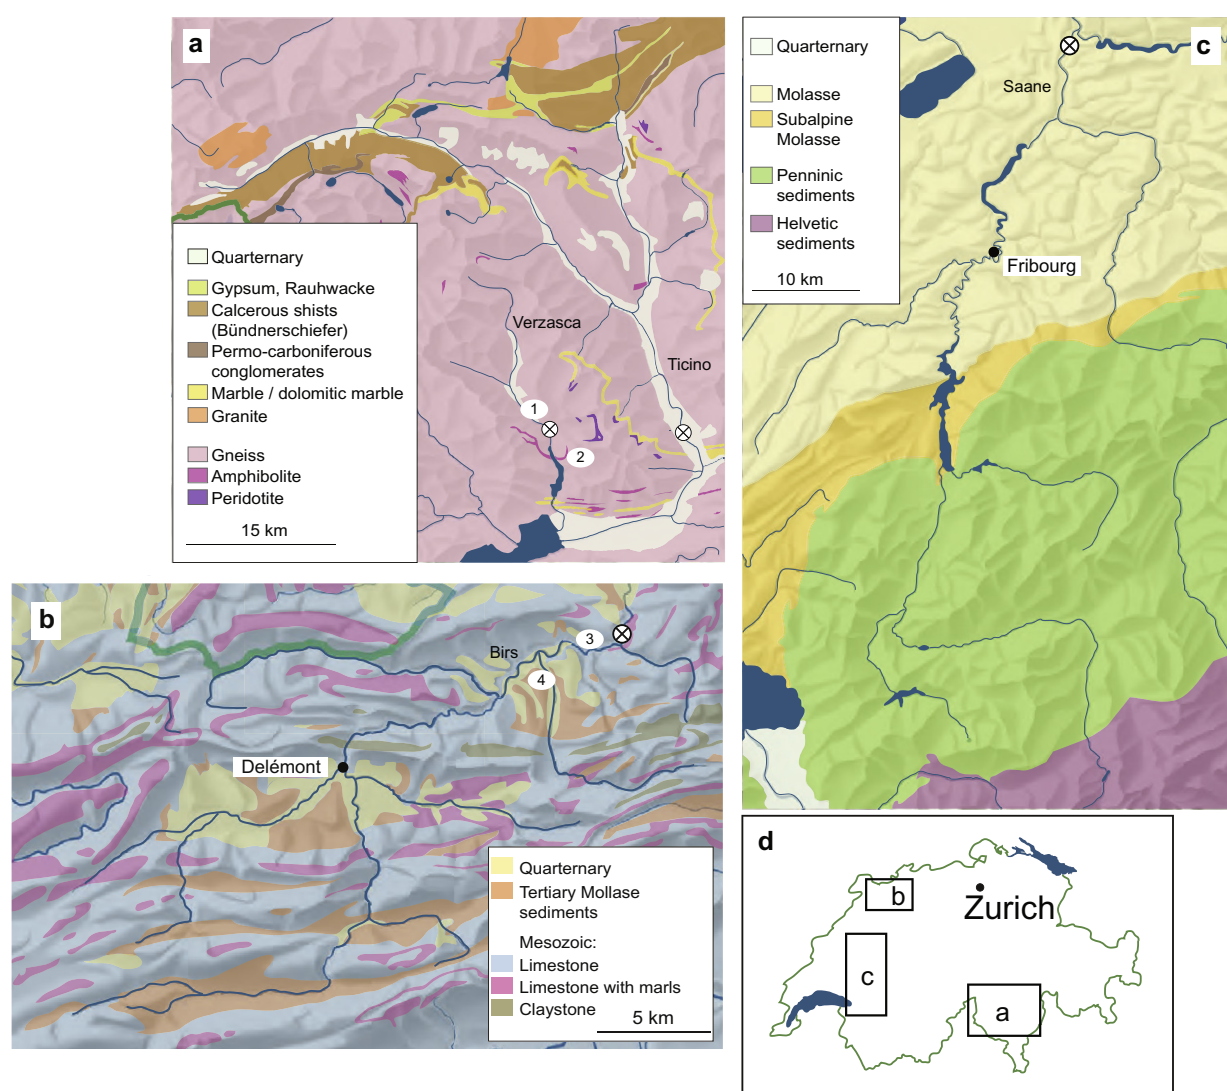 a
Verzasca
Ticino
1
2
Quarternary
Gypsum, Rauhwacke
Calcerous shists
(Bündnerschiefer)
Permo-carboniferous
conglomerates
Marble / dolomitic marble
Granite
Gneiss
Amphibolite
Peridotite
15 km
b
Birs
3
4
Delémont
Quarternary
Tertiary Mollase
sediments
Mesozoic:
Limestone
Limestone with marls
Claystone
5 km
c
Quarternary
Molasse
Subalpine
Molasse
Penninic
sediments
Helvetic
sediments
10 km
Saane
Fribourg
d
b
Zurich
c
a